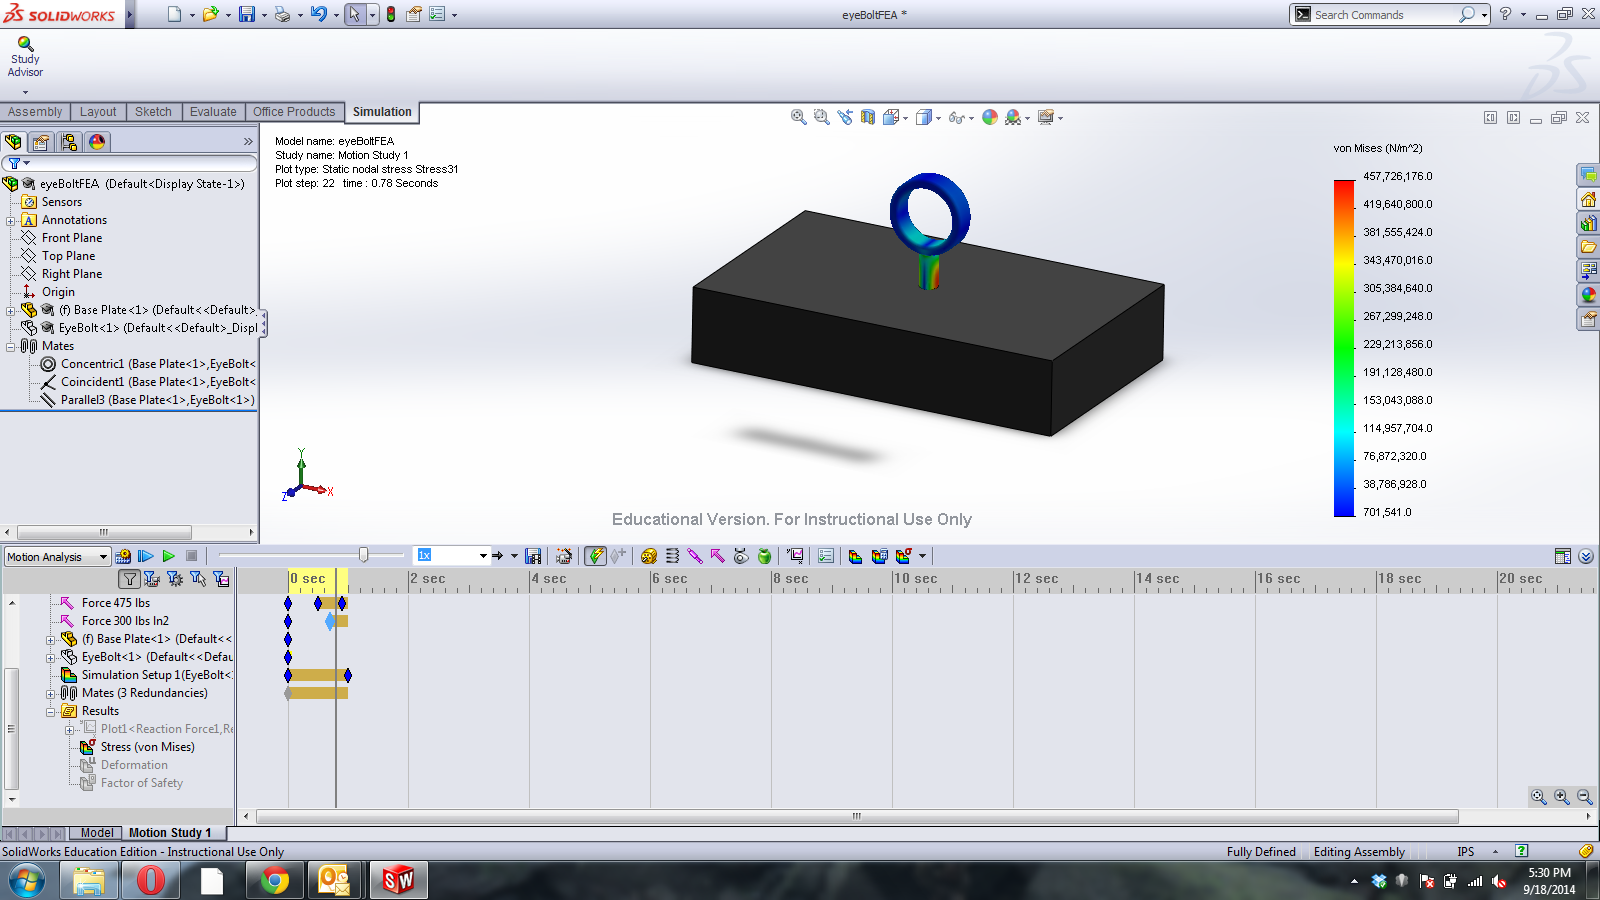 SOLIDWORKS
eyeBoltFEA *
Search Commands
Study
Advisor
Assembly
Layout
Sketch
Evaluate
Office Products
Simulation
eyeBoltFEA (Default<Display State-1>)
Sensors
Annotations
Front Plane
Top Plane
Right Plane
Origin
(f) Base Plate<1> (Default<<Default>
EyeBolt<1> (Default<<Default>_Displ
Mates
Concentric1 (Base Plate<1>,EyeBolt<
Coincident1 (Base Plate<1>,EyeBolt<
Parallel3 (Base Plate<1>,EyeBolt<1>)
Model name: eyeBoltFEA
Study name: Motion Study 1
Plot type: Static nodal stress Stress31
Plot step: 22 time : 0.78 Seconds
von Mises (N/m^2)
457,726,176.0
419,640,800.0
381,555,424.0
343,470,016.0
305,384,640.0
267,299,248.0
229,213,856.0
191,128,480.0
153,043,088.0
114,957,704.0
76,872,320.0
38,786,928.0
701,541.0
Y
X
Z
Educational Version. For Instructional Use Only
Motion Analysis
1x
0 sec
2 sec
4 sec
6 sec
8 sec
10 sec
12 sec
14 sec
16 sec
18 sec
20 sec
Force 475 lbs
Force 300 lbs In2
(f) Base Plate<1> (Default<<
EyeBolt<1> (Default<<Defau
Simulation Setup 1(EyeBolt<
Mates (3 Redundancies)
Results
Plot1<Reaction Force1,Re
Stress (von Mises)
Deformation
Factor of Safety
Model
Motion Study 1
SolidWorks Education Edition - Instructional Use Only
Fully Defined
Editing Assembly
IPS
5:30 PM
9/18/2014